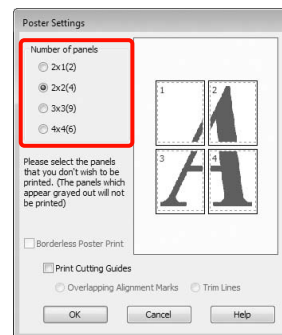 Poster Settings
Number of panels
2x1(2)
2x2(4)
3x3(9)
4x4(6)
1 2
3 4
Please select the panels
that you don't wish to be
printed. (The panels which
appear grayed out will not
be printed)
Borderless Poster Print
Print Cutting Guides
Overlapping Alignment Marks Trim Lines
OK Cancel Help